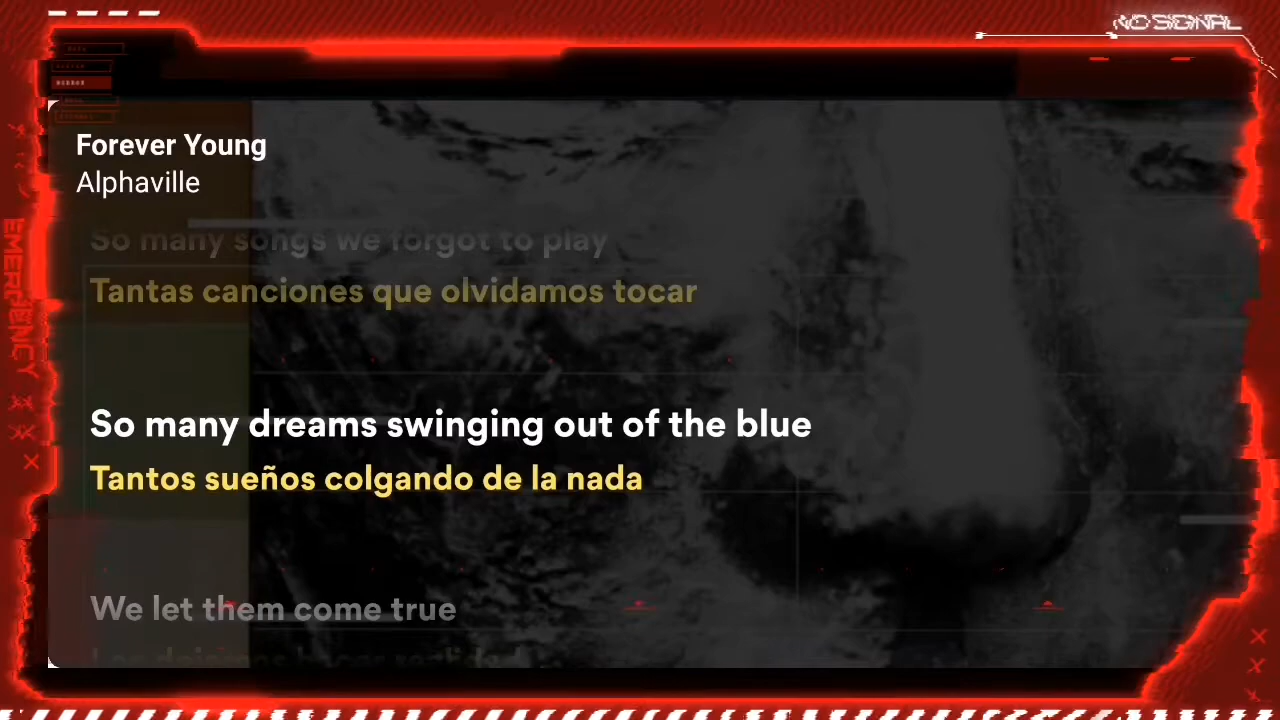 NO SIGNAL
Forever Young
Alphaville
So many songs we forgot to play
Tantas canciones que olvidamos tocar
So many dreams swinging out of the blue
Tantos sueños colgando de la nada
We let them come true
EMERGENCY